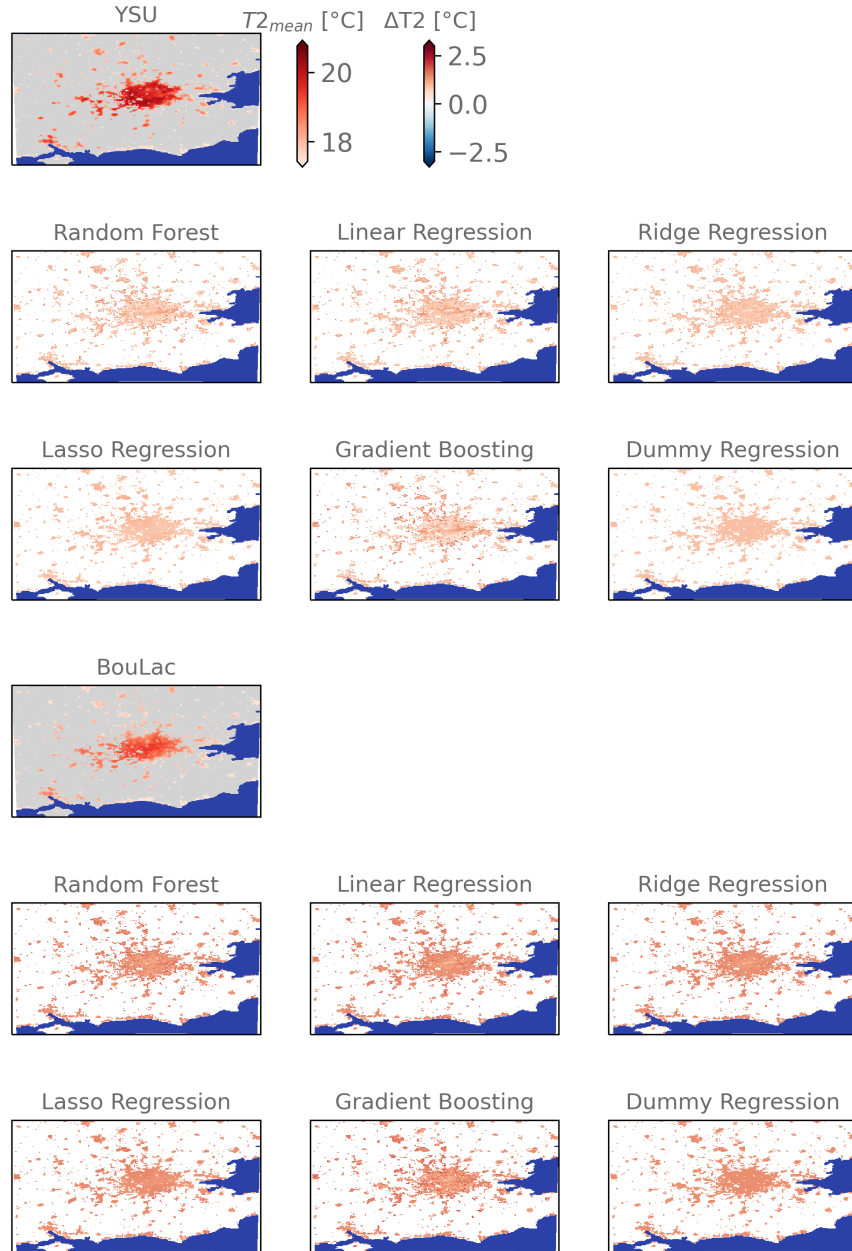 YSU
T2mean [°C]
ΔT2 [°C]
20
18
2.5
0.0
−2.5
Random Forest
Linear Regression
Ridge Regression
Lasso Regression
Gradient Boosting
Dummy Regression
BouLac
Random Forest
Linear Regression
Ridge Regression
Lasso Regression
Gradient Boosting
Dummy Regression